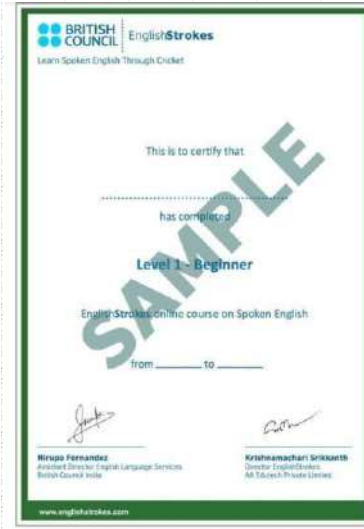 BRITISH
COUNCIL
EnglishStrokes
Learn Spoken English Through Cricket
This is to certify that
has completed
Level 1 - Beginner
EnglishStrokes online course on Spoken English
from to
SAMPLE
Nirupa Fernandez
Assistant Director English Language Services
British Council India
Krishnamachari Srikkanth
Director EnglishStrokes
AR Edutech Private Limited
www.englishstrokes.com